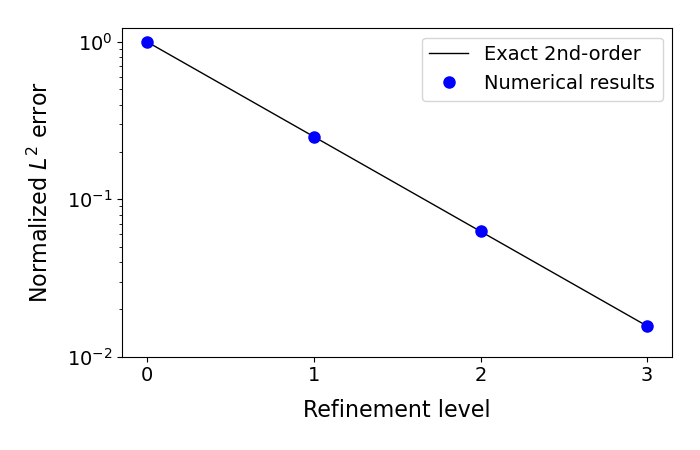 Normalized L² error
10⁰
10⁻¹
10⁻²
Exact 2nd-order
Numerical results
0 1 2 3
Refinement level